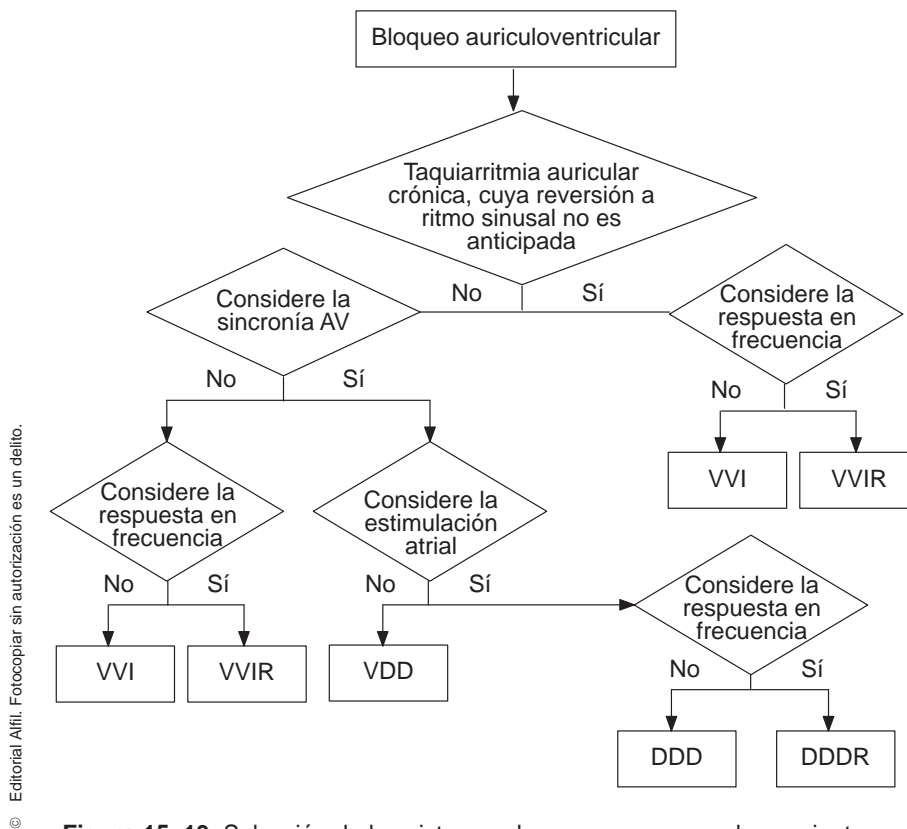 Bloqueo auriculoventricular
Taquiarritmia auricular
crónica, cuya reversión a
ritmo sinusal no es
anticipada
No
Sí
Considere la
sincronía AV
Considere la
respuesta en
frecuencia
No
Sí
No
Sí
VVI
VVIR
Considere la
respuesta en
frecuencia
Considere la
estimulación
atrial
No
Sí
No
Sí
Considere la
respuesta en
frecuencia
VVI
VVIR
VDD
No
Sí
DDD
DDDR
© Editorial Alfil. Fotocopiar sin autorización es un delito.